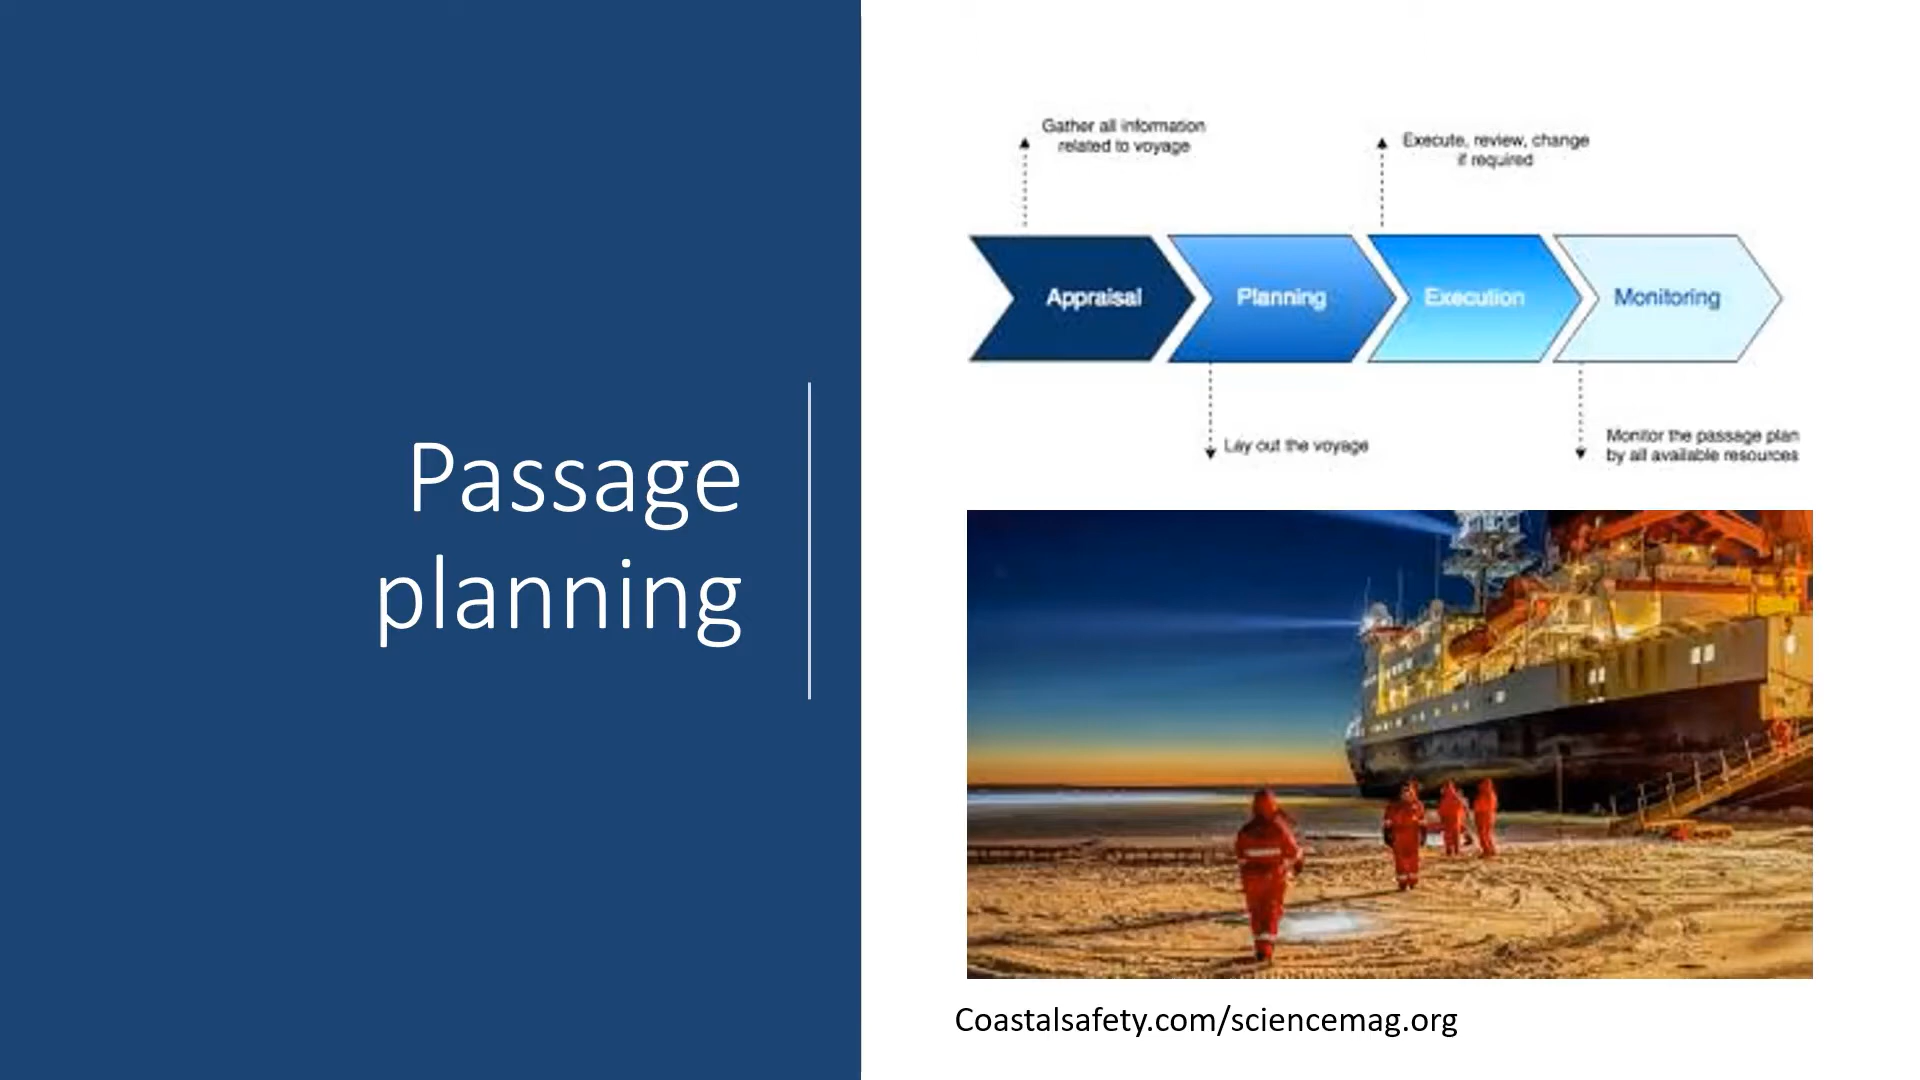 Passage
planning
Gather all information
related to voyage
Execute, review, change
if required
Appraisal
Planning
Execution
Monitoring
Lay out the voyage
Monitor the passage plan
by all available resources
Coastalsafety.com/sciencemag.org